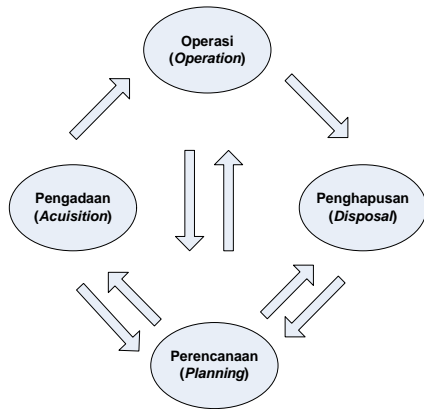 Operasi
(Operation)
Pengadaan
(Acuisition)
Penghapusan
(Disposal)
Perencanaan
(Planning)